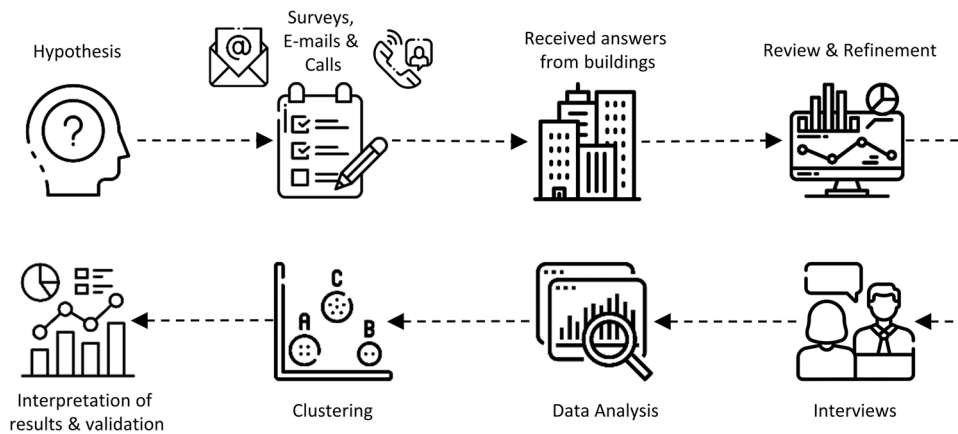 Hypothesis
Surveys,
E-mails &
Calls
@
?
Received answers
from buildings
Review & Refinement
Interpretation of
results & validation
C
A
B
Clustering
Data Analysis
Interviews